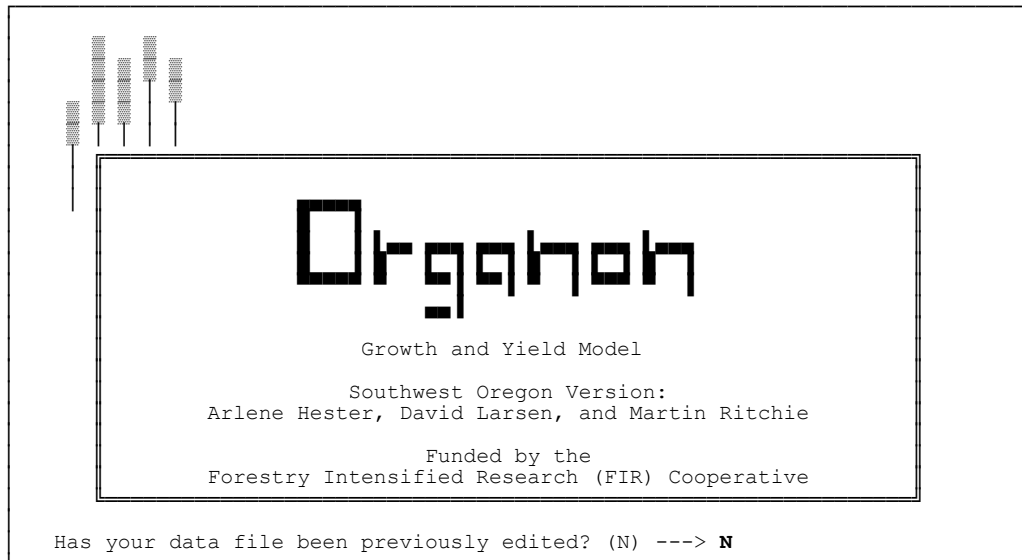 Organon
Growth and Yield Model
Southwest Oregon Version:
Arlene Hester, David Larsen, and Martin Ritchie
Funded by the
Forestry Intensified Research (FIR) Cooperative
Has your data file been previously edited? (N) ---> N